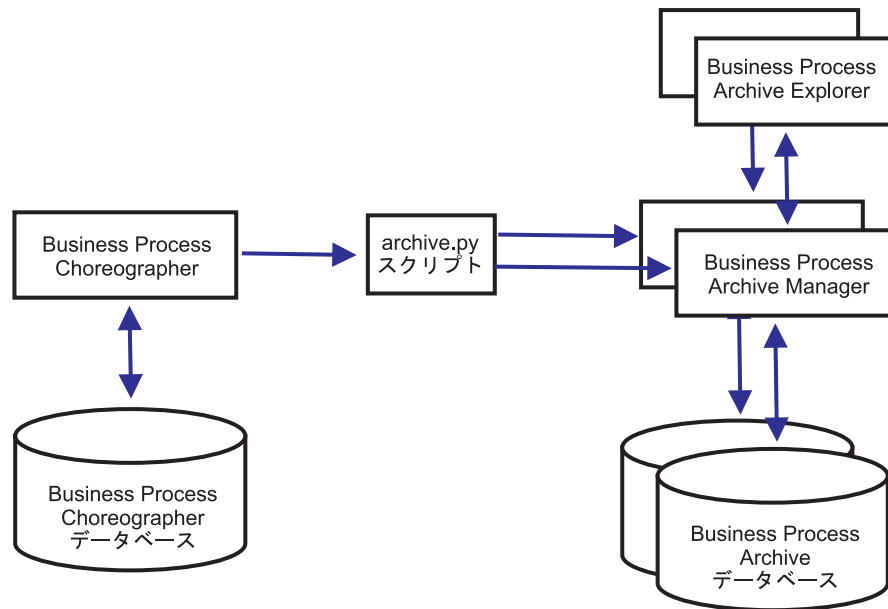 Business Process
Archive Explorer
Business Process
Choreographer
archive.py
スクリプト
Business Process
Archive Manager
Business Process
Choreographer
データベース
Business Process
Archive
データベース